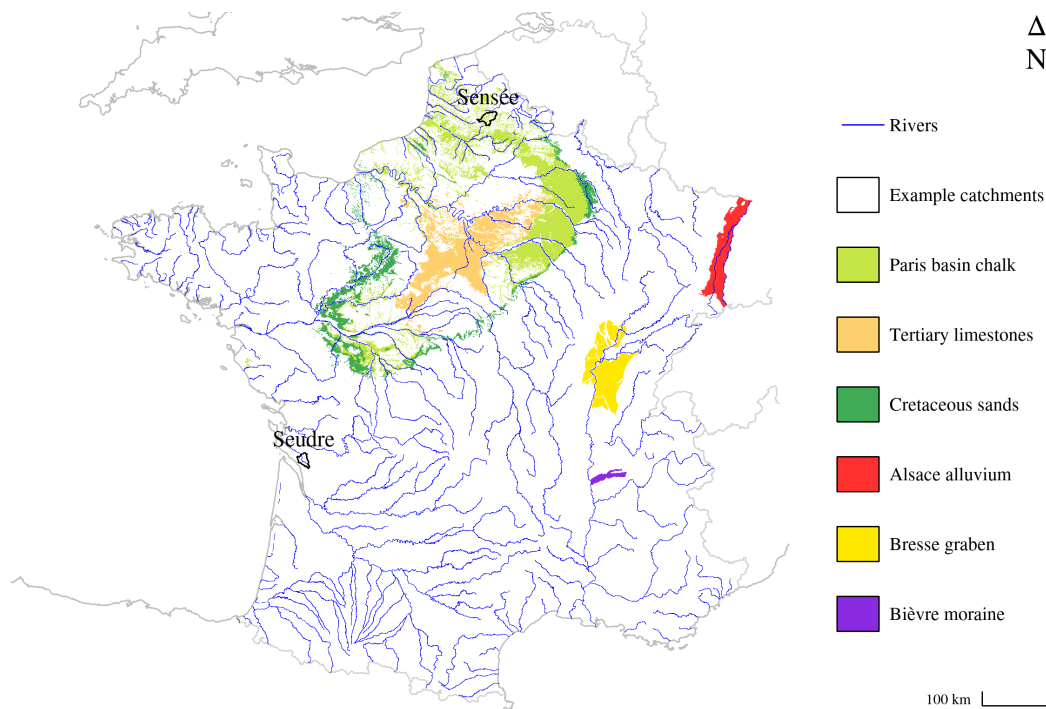 Δ
N
Sensée
Seudre
Rivers
Example catchments
Paris basin chalk
Tertiary limestones
Cretaceous sands
Alsace alluvium
Bresse graben
Bièvre moraine
100 km